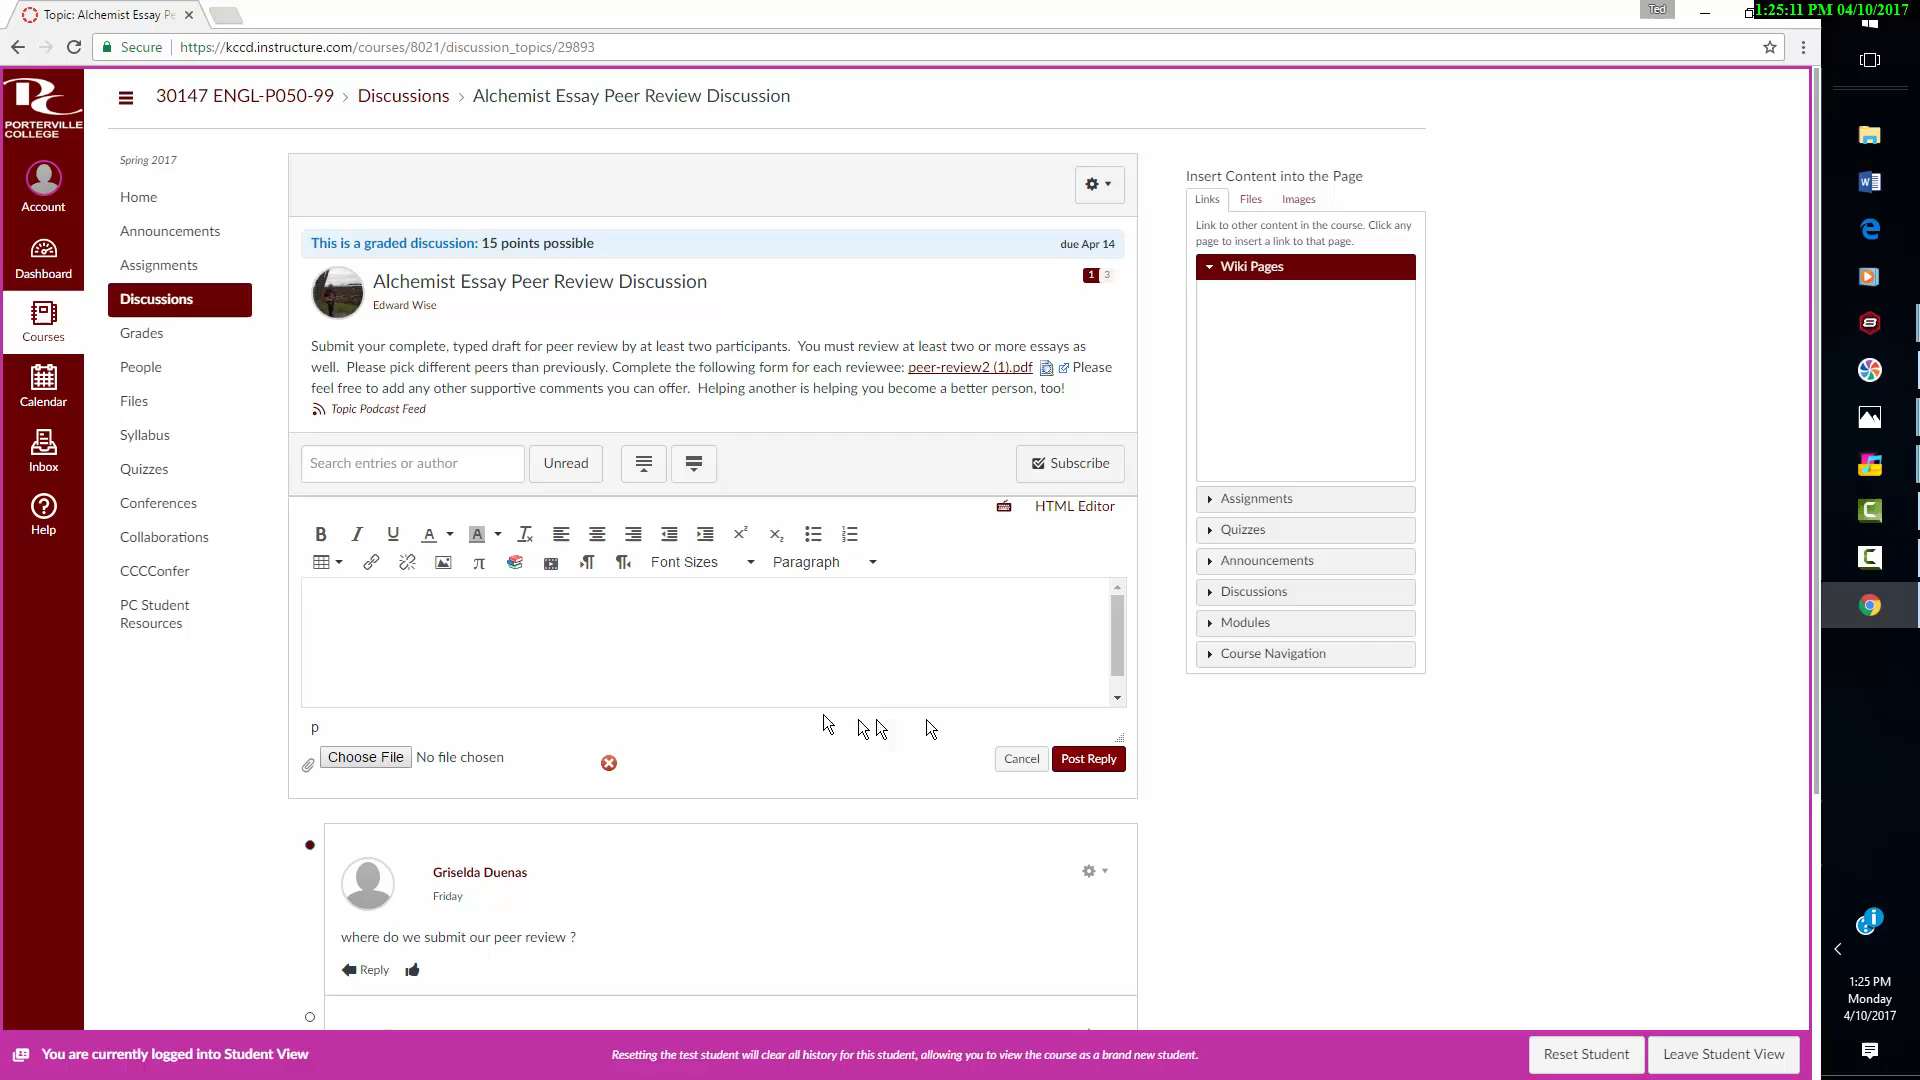 Topic: Alchemist Essay Pe
Ted
1:25:11 PM 04/10/2017
Secure
https://kccd.instructure.com/courses/8021/discussion_topics/29893
PORTERVILLE
COLLEGE
Account
Dashboard
Courses
Calendar
Inbox
Help
30147 ENGL-P050-99 › Discussions › Alchemist Essay Peer Review Discussion
Spring 2017
Home
Announcements
Assignments
Discussions
Grades
People
Files
Syllabus
Quizzes
Conferences
Collaborations
CCCConfer
PC Student
Resources
This is a graded discussion: 15 points possible
due Apr 14
Alchemist Essay Peer Review Discussion
1 3
Edward Wise
Submit your complete, typed draft for peer review by at least two participants. You must review at least two or more essays as
well. Please pick different peers than previously. Complete the following form for each reviewee: peer-review2 (1).pdf Please
feel free to add any other supportive comments you can offer. Helping another is helping you become a better person, too!
Topic Podcast Feed
Search entries or author
Unread
Subscribe
HTML Editor
Font Sizes
Paragraph
p
Choose File No file chosen
Cancel
Post Reply
Griselda Duenas
Friday
where do we submit our peer review ?
Reply
Insert Content into the Page
Links Files Images
Link to other content in the course. Click any
page to insert a link to that page.
Wiki Pages
Assignments
Quizzes
Announcements
Discussions
Modules
Course Navigation
1:25 PM
Monday
4/10/2017
You are currently logged into Student View
Resetting the test student will clear all history for this student, allowing you to view the course as a brand new student.
Reset Student
Leave Student View